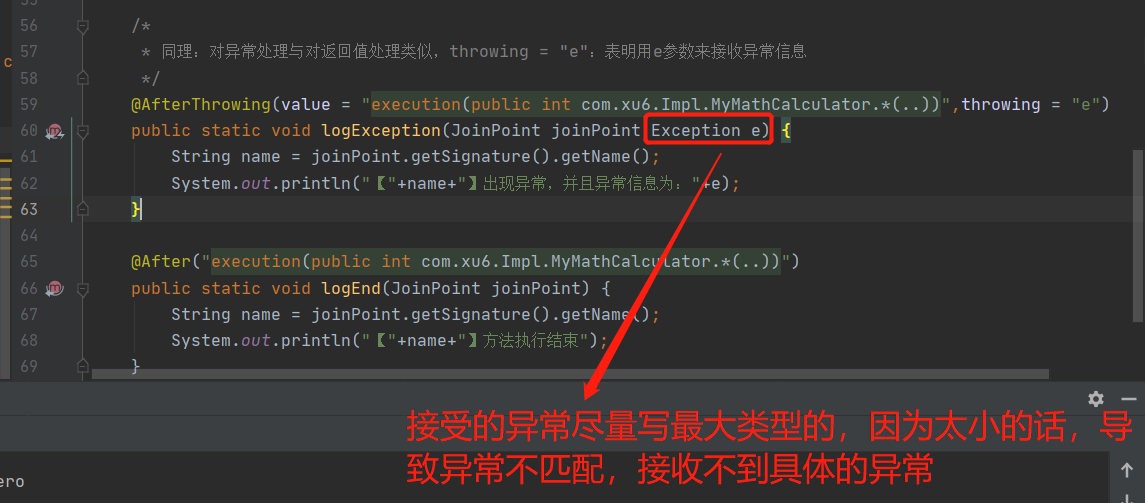 56 /*
57 * 同理：对异常处理与对返回值处理类似，throwing = "e"：表明用e参数来接收异常信息
58 */
59 @AfterThrowing(value = "execution(public int com.xu6.Impl.MyMathCalculator.*(..))",throwing = "e")
60 public static void logException(JoinPoint joinPoint Exception e) {
61 String name = joinPoint.getSignature().getName();
62 System.out.println("【"+name+"】出现异常，并且异常信息为："+e);
63 }
64
65 @After("execution(public int com.xu6.Impl.MyMathCalculator.*(..))")
66 public static void logEnd(JoinPoint joinPoint) {
67 String name = joinPoint.getSignature().getName();
68 System.out.println("【"+name+"】方法执行结束");
69 }
接受的异常尽量写最大类型的，因为太小的话，导
致异常不匹配，接收不到具体的异常
ero